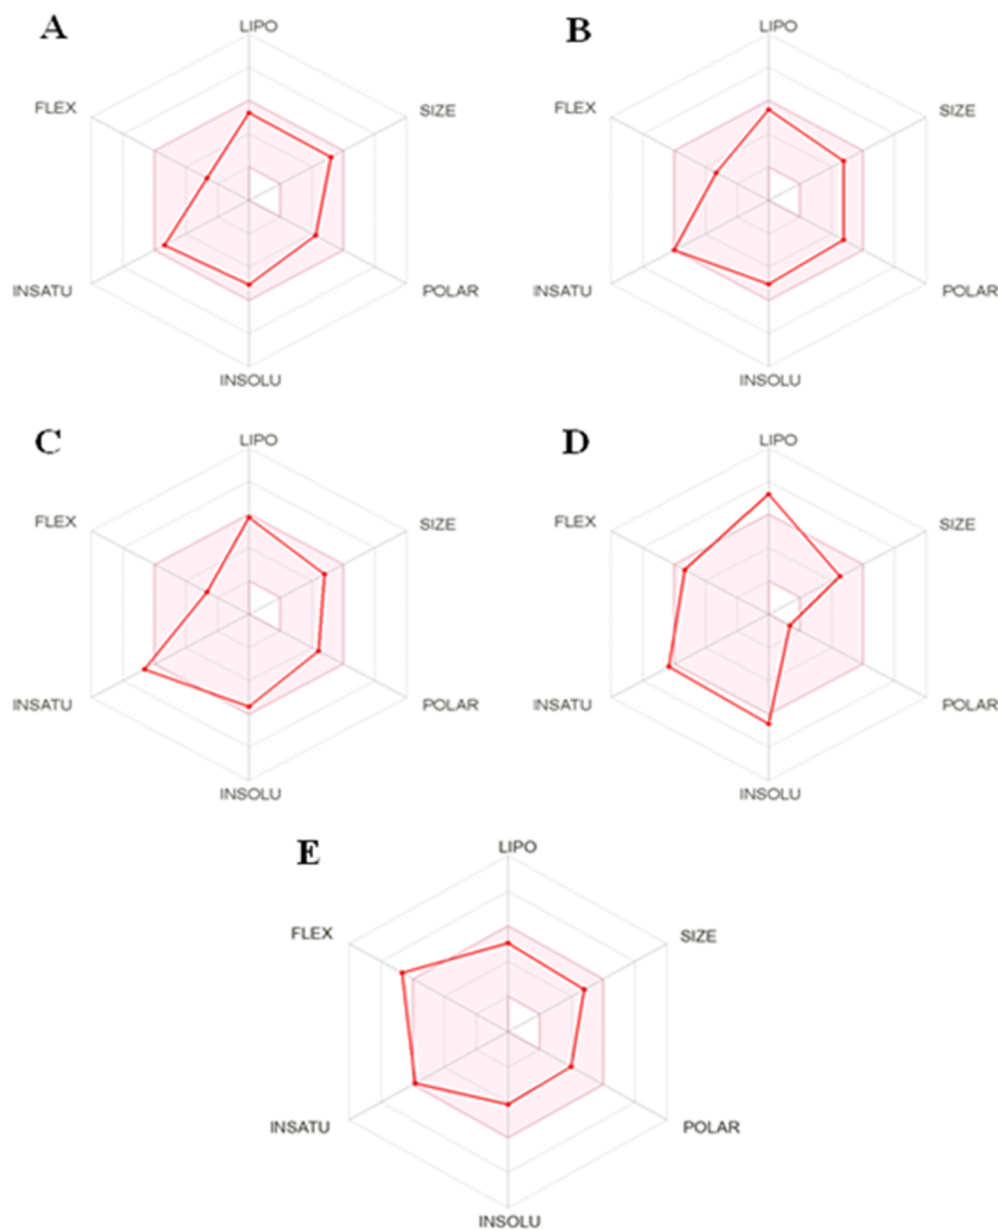 A
LIPO
FLEX
SIZE
INSATU
POLAR
INSOLU
B
LIPO
FLEX
SIZE
INSATU
POLAR
INSOLU
C
LIPO
FLEX
SIZE
INSATU
POLAR
INSOLU
D
LIPO
FLEX
SIZE
INSATU
POLAR
INSOLU
E
LIPO
FLEX
SIZE
INSATU
POLAR
INSOLU